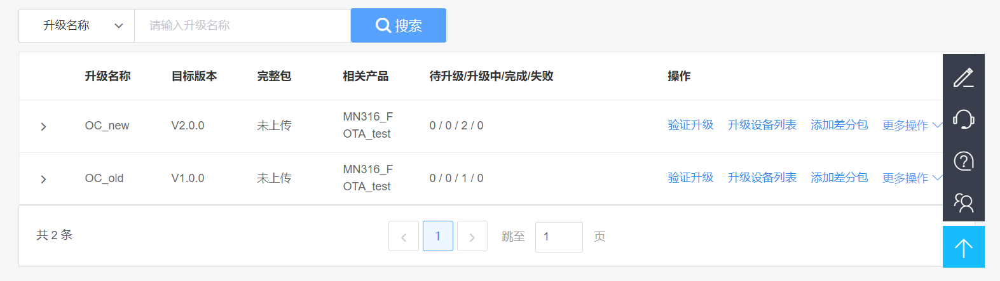 升级名称 请输入升级名称 搜索
升级名称 目标版本 完整包 相关产品 待升级/升级中/完成/失败 操作
OC_new V2.0.0 未上传 MN316_F
OTA_test 0 / 0 / 2 / 0 验证升级 升级设备列表 添加差分包 更多操作
OC_old V1.0.0 未上传 MN316_F
OTA_test 0 / 0 / 1 / 0 验证升级 升级设备列表 添加差分包 更多操作
共 2 条 1 跳至 1 页